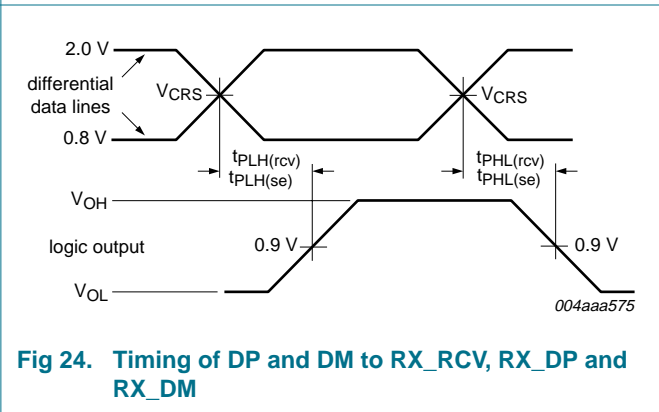 2.0 V
differential
data lines
VCRS
VCRS
0.8 V
tPLH(rcv)
tPLH(se)
tPHL(rcv)
tPHL(se)
VOH
logic output
0.9 V
0.9 V
VOL
004aaa575
Fig 24. Timing of DP and DM to RX_RCV, RX_DP and
RX_DM